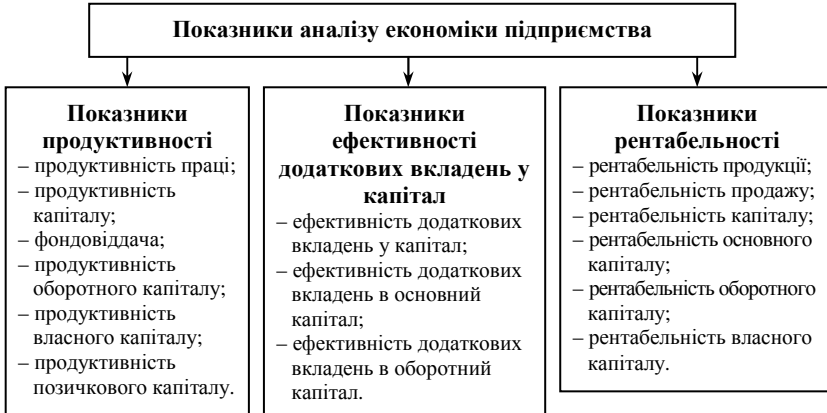 Показники аналізу економіки підприємства
Показники
продуктивності
– продуктивність праці;
– продуктивність
капіталу;
– фондовіддача;
– продуктивність
оборотного капіталу;
– продуктивність
власного капіталу;
– продуктивність
позичкового капіталу.
Показники
ефективності
додаткових вкладень у
капітал
– ефективність додаткових
вкладень у капітал;
– ефективність додаткових
вкладень в основний
капітал;
– ефективність додаткових
вкладень в оборотний
капітал.
Показники
рентабельності
– рентабельність продукції;
– рентабельність продажу;
– рентабельність капіталу;
– рентабельність основного
капіталу;
– рентабельність оборотного
капіталу;
– рентабельність власного
капіталу.